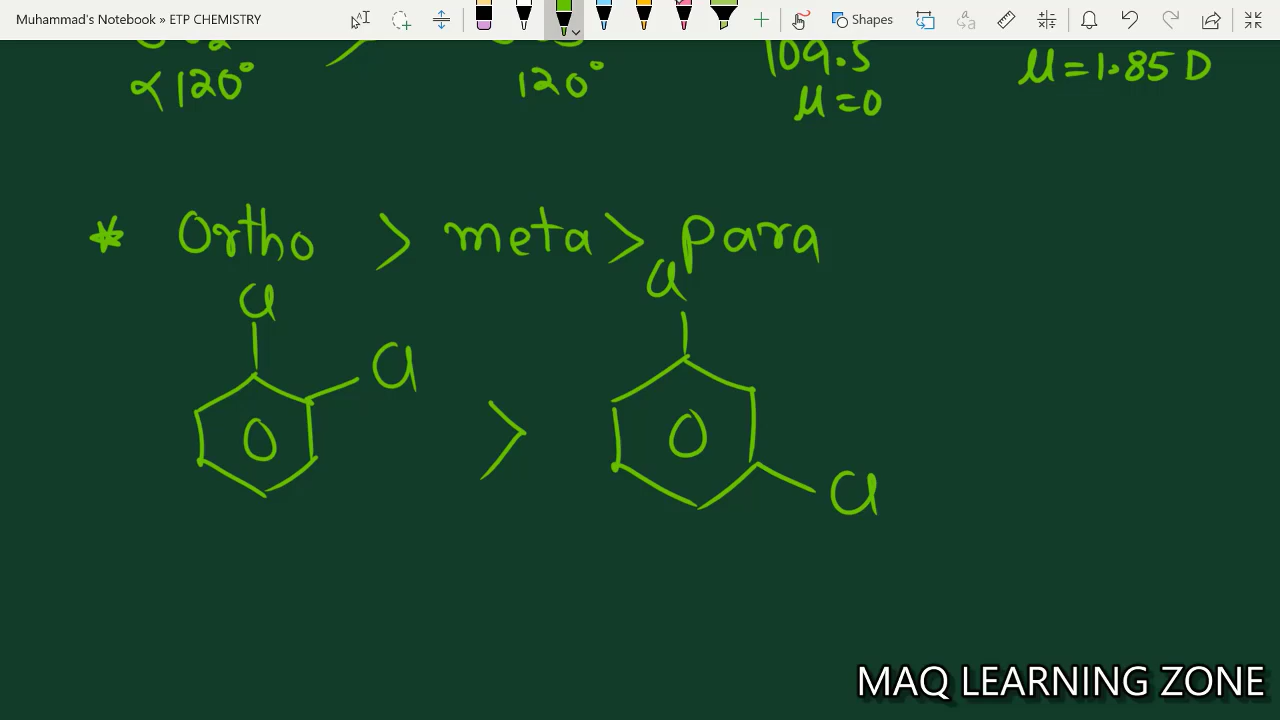 Muhammad's Notebook » ETP CHEMISTRY
Shapes
∝120° 120° 109.5 μ=1.85 D
μ=0
* Ortho > meta > Para
Cl Cl
Cl > Cl
MAQ LEARNING ZONE